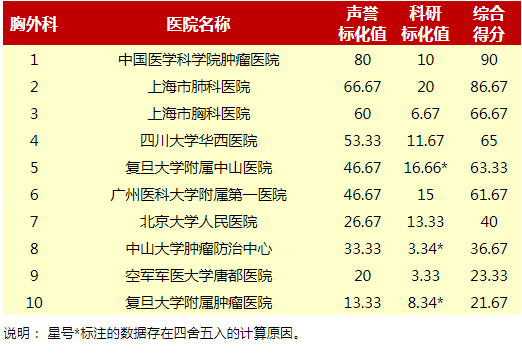 胸外科 医院名称 声誉标化值 科研标化值 综合得分
1 中国医学科学院肿瘤医院 80 10 90
2 上海市肺科医院 66.67 20 86.67
3 上海市胸科医院 60 6.67 66.67
4 四川大学华西医院 53.33 11.67 65
5 复旦大学附属中山医院 46.67 16.66* 63.33
6 广州医科大学附属第一医院 46.67 15 61.67
7 北京大学人民医院 26.67 13.33 40
8 中山大学肿瘤防治中心 33.33 3.34* 36.67
9 空军军医大学唐都医院 20 3.33 23.33
10 复旦大学附属肿瘤医院 13.33 8.34* 21.67
说明： 星号*标注的数据存在四舍五入的计算原因。